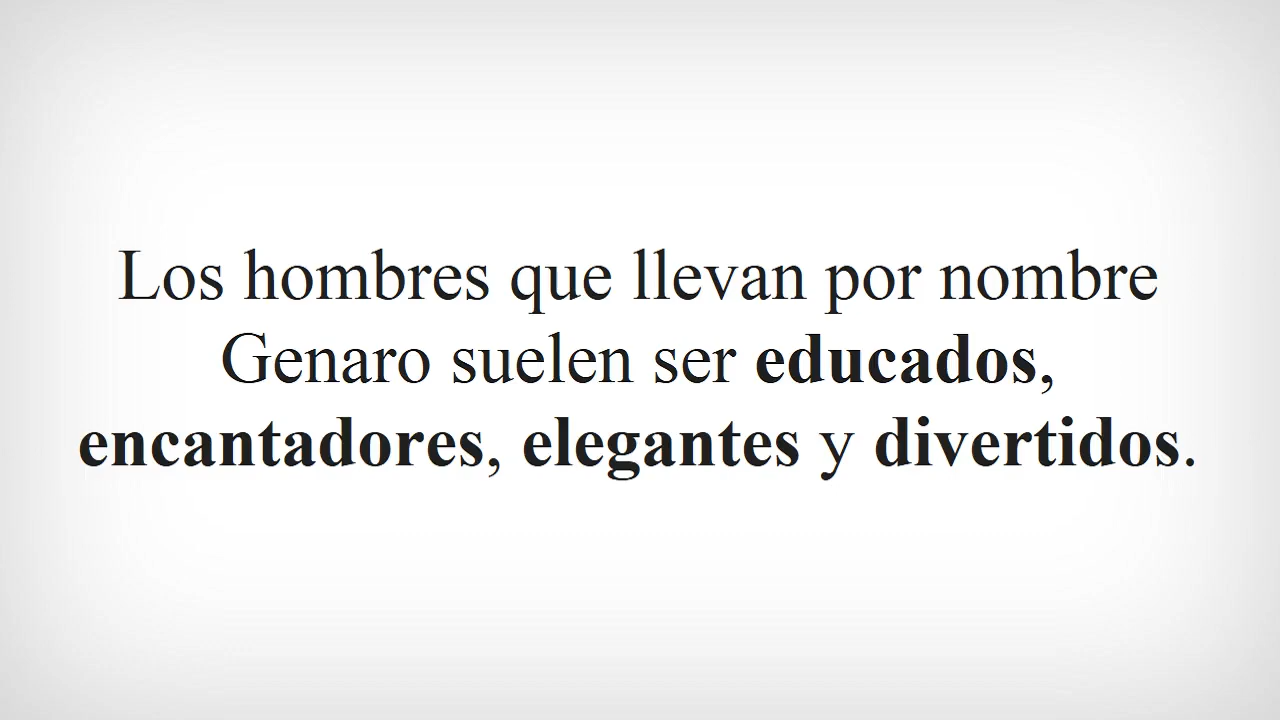 Los hombres que llevan por nombre
Genaro suelen ser educados,
encantadores, elegantes y divertidos.